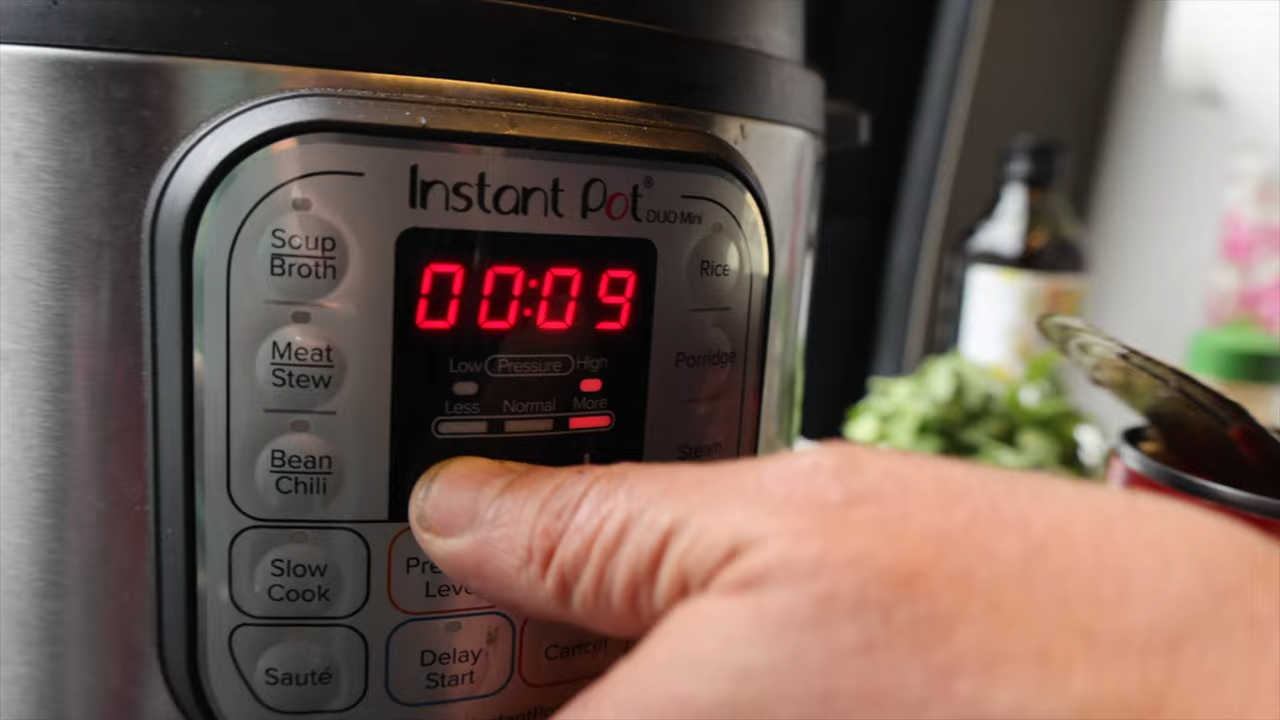 Instant Pot®
DUO Mini
Soup
Broth
00:09
Rice
Low Pressure High
Less Normal More
Meat
Stew
Porridge
Bean
Chili
Steam
Slow
Cook
Sauté
Delay
Start
Cancel